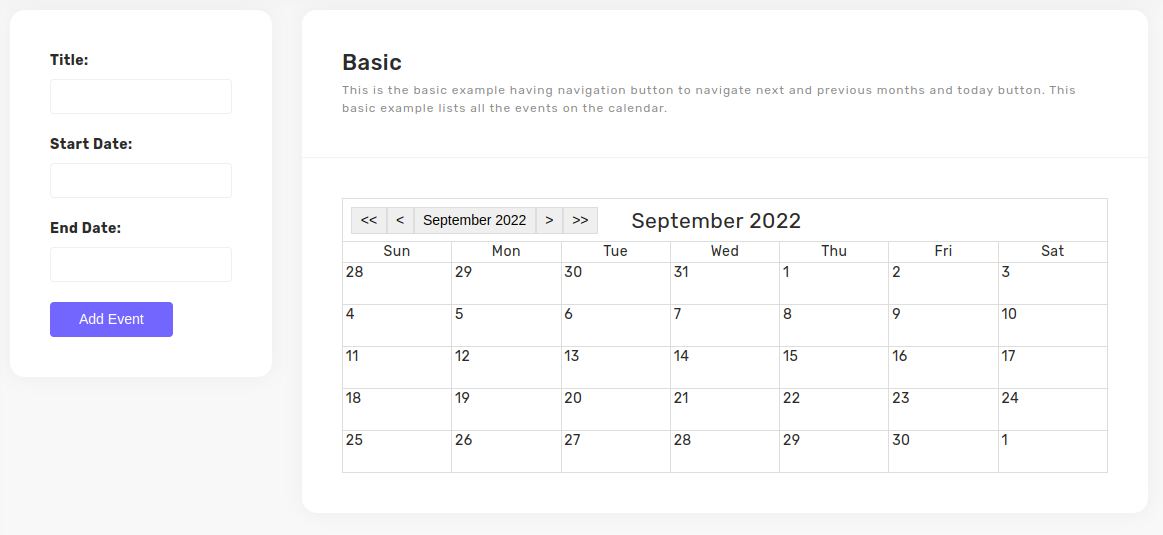 Title:
Start Date:
End Date:
Add Event
Basic
This is the basic example having navigation button to navigate next and previous months and today button. This
basic example lists all the events on the calendar.
<< < September 2022 > >> September 2022
Sun Mon Tue Wed Thu Fri Sat
28 29 30 31 1 2 3
4 5 6 7 8 9 10
11 12 13 14 15 16 17
18 19 20 21 22 23 24
25 26 27 28 29 30 1